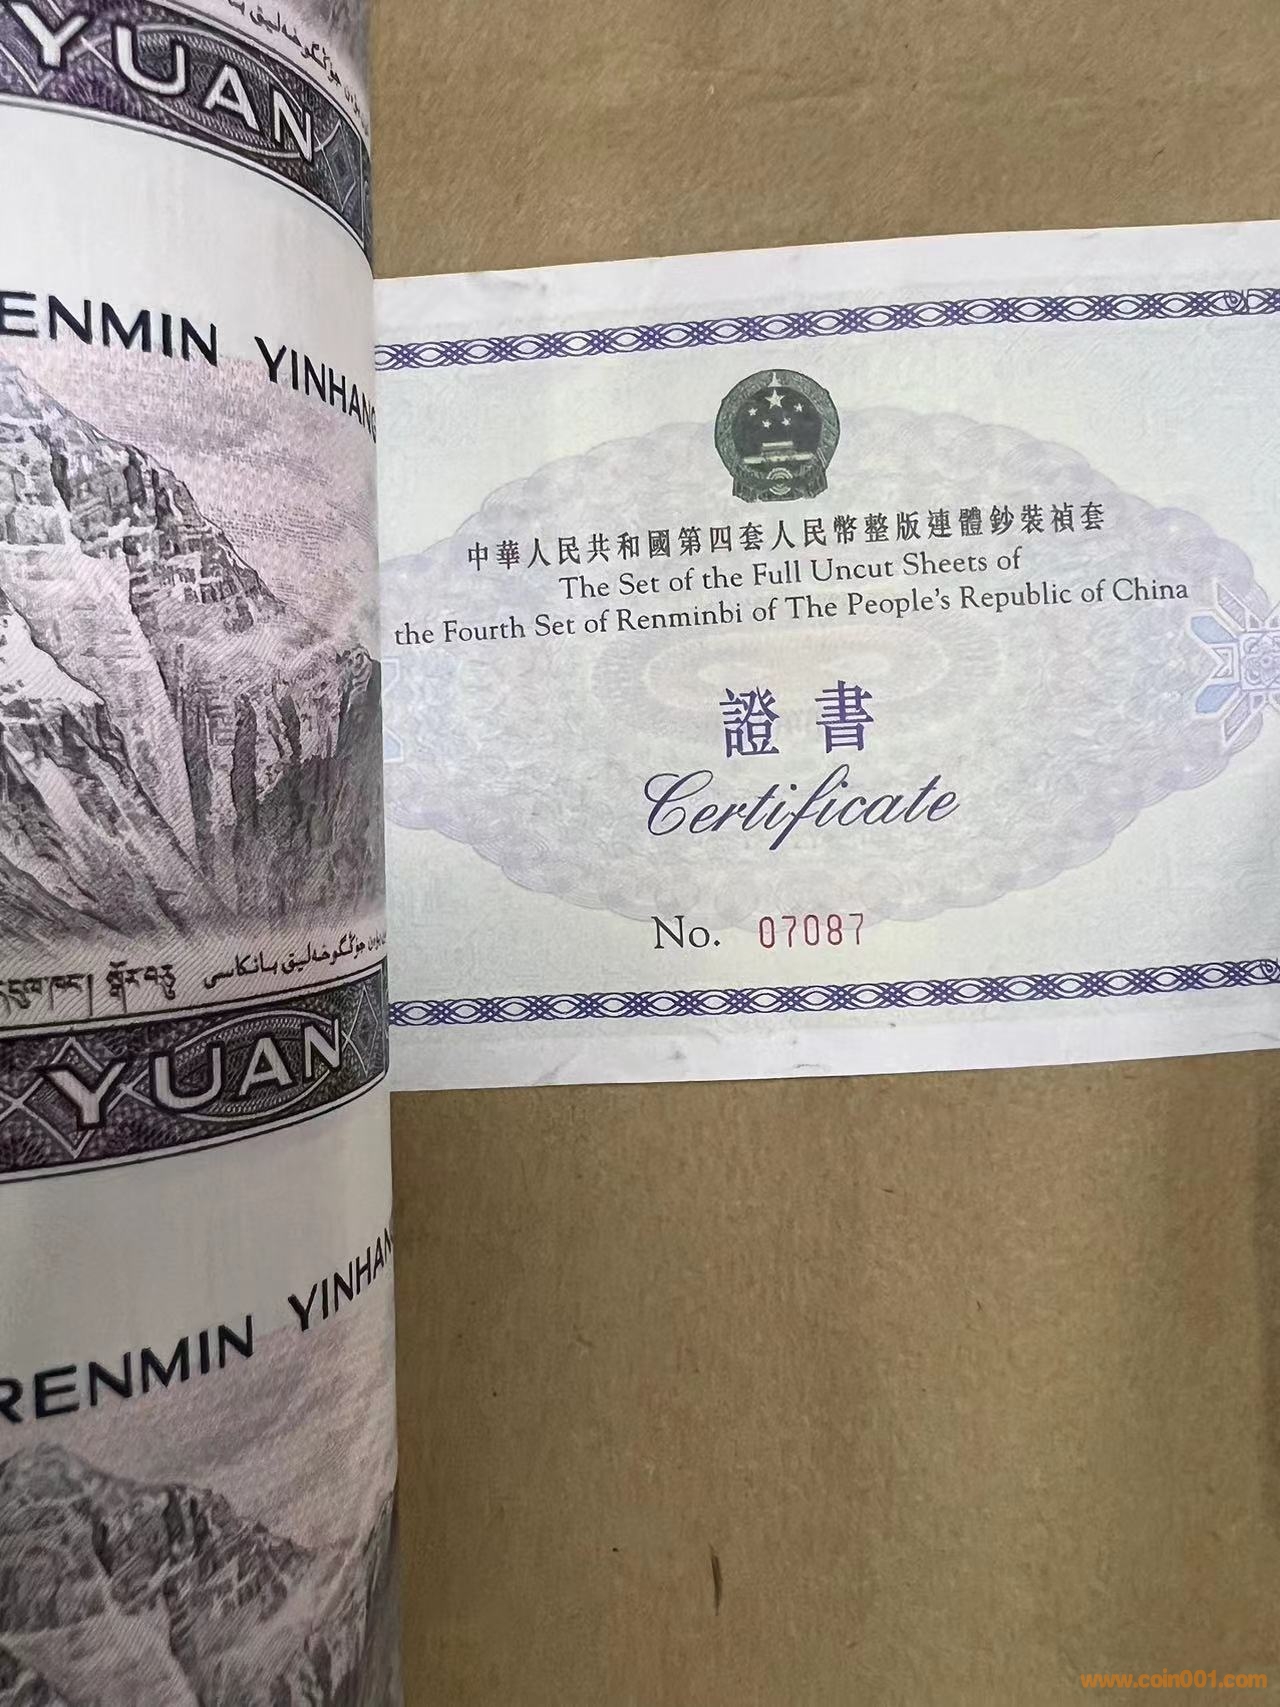 YUAN
ENMIN YINHANG
YUAN
RENMIN YINHAN
中華人民共和國第四套人民幣整版連體鈔裝禎套
The Set of the Full Uncut Sheets of
the Fourth Set of Renminbi of The People's Republic of China
證書
Certificate
No. 07087
www.coin001.com